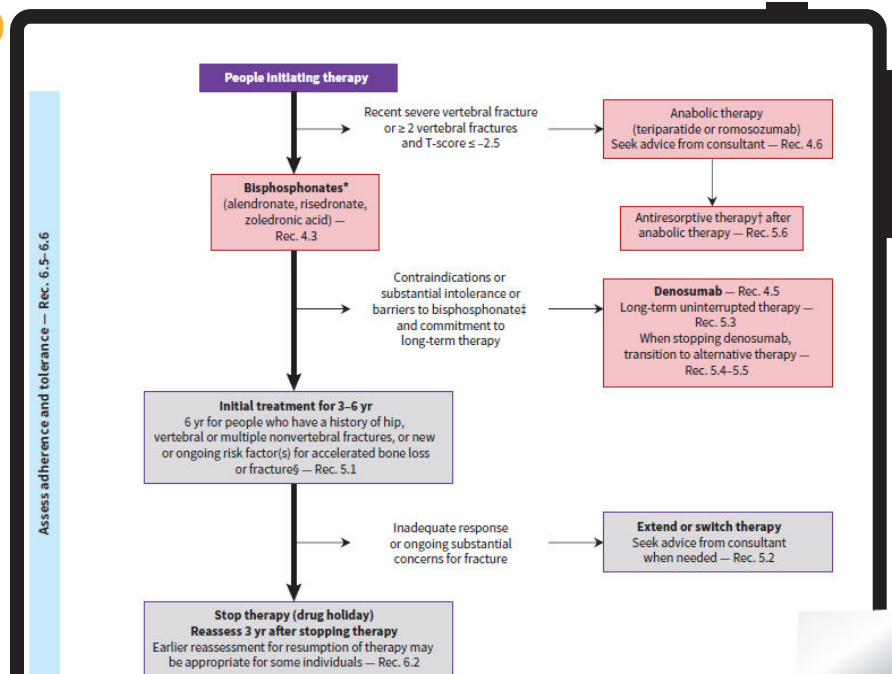 People initiating therapy
Recent severe vertebral fracture
or ≥ 2 vertebral fractures
and T-score ≤ –2.5
Anabolic therapy
(teriparatide or romosozumab)
Seek advice from consultant — Rec. 4.6
Bisphosphonates*
(alendronate, risedronate,
zoledronic acid) —
Rec. 4.3
Antiresorptive therapy† after
anabolic therapy — Rec. 5.6
Contraindications or
substantial intolerance or
barriers to bisphosphonate‡
and commitment to
long-term therapy
Denosumab — Rec. 4.5
Long-term uninterrupted therapy —
Rec. 5.3
When stopping denosumab,
transition to alternative therapy —
Rec. 5.4–5.5
Assess adherence and tolerance — Rec. 6.5–6.6
Initial treatment for 3–6 yr
6 yr for people who have a history of hip,
vertebral or multiple nonvertebral fractures, or new
or ongoing risk factor(s) for accelerated bone loss
or fracture§ — Rec. 5.1
Inadequate response
or ongoing substantial
concerns for fracture
Extend or switch therapy
Seek advice from consultant
when needed — Rec. 5.2
Stop therapy (drug holiday)
Reassess 3 yr after stopping therapy
Earlier reassessment for resumption of therapy may
be appropriate for some individuals — Rec. 6.2